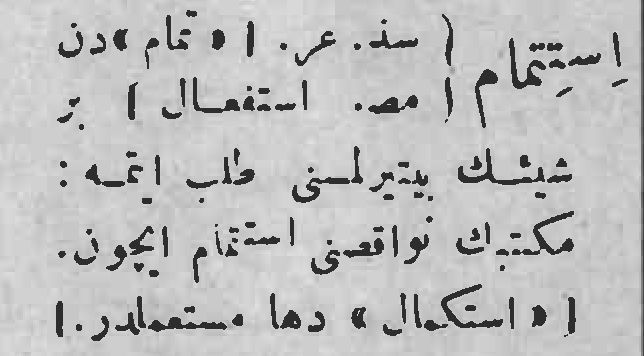 اِستِتمام [ سذ. عر. ] « تمام »دن
[ مصـ. استفعال ] بر
شيئك بيتيرلمسنى طلب ايتمه :
مكتبك نواقصنى استتمام ايچون.
[ « استكمال » دها مستعملدر.]